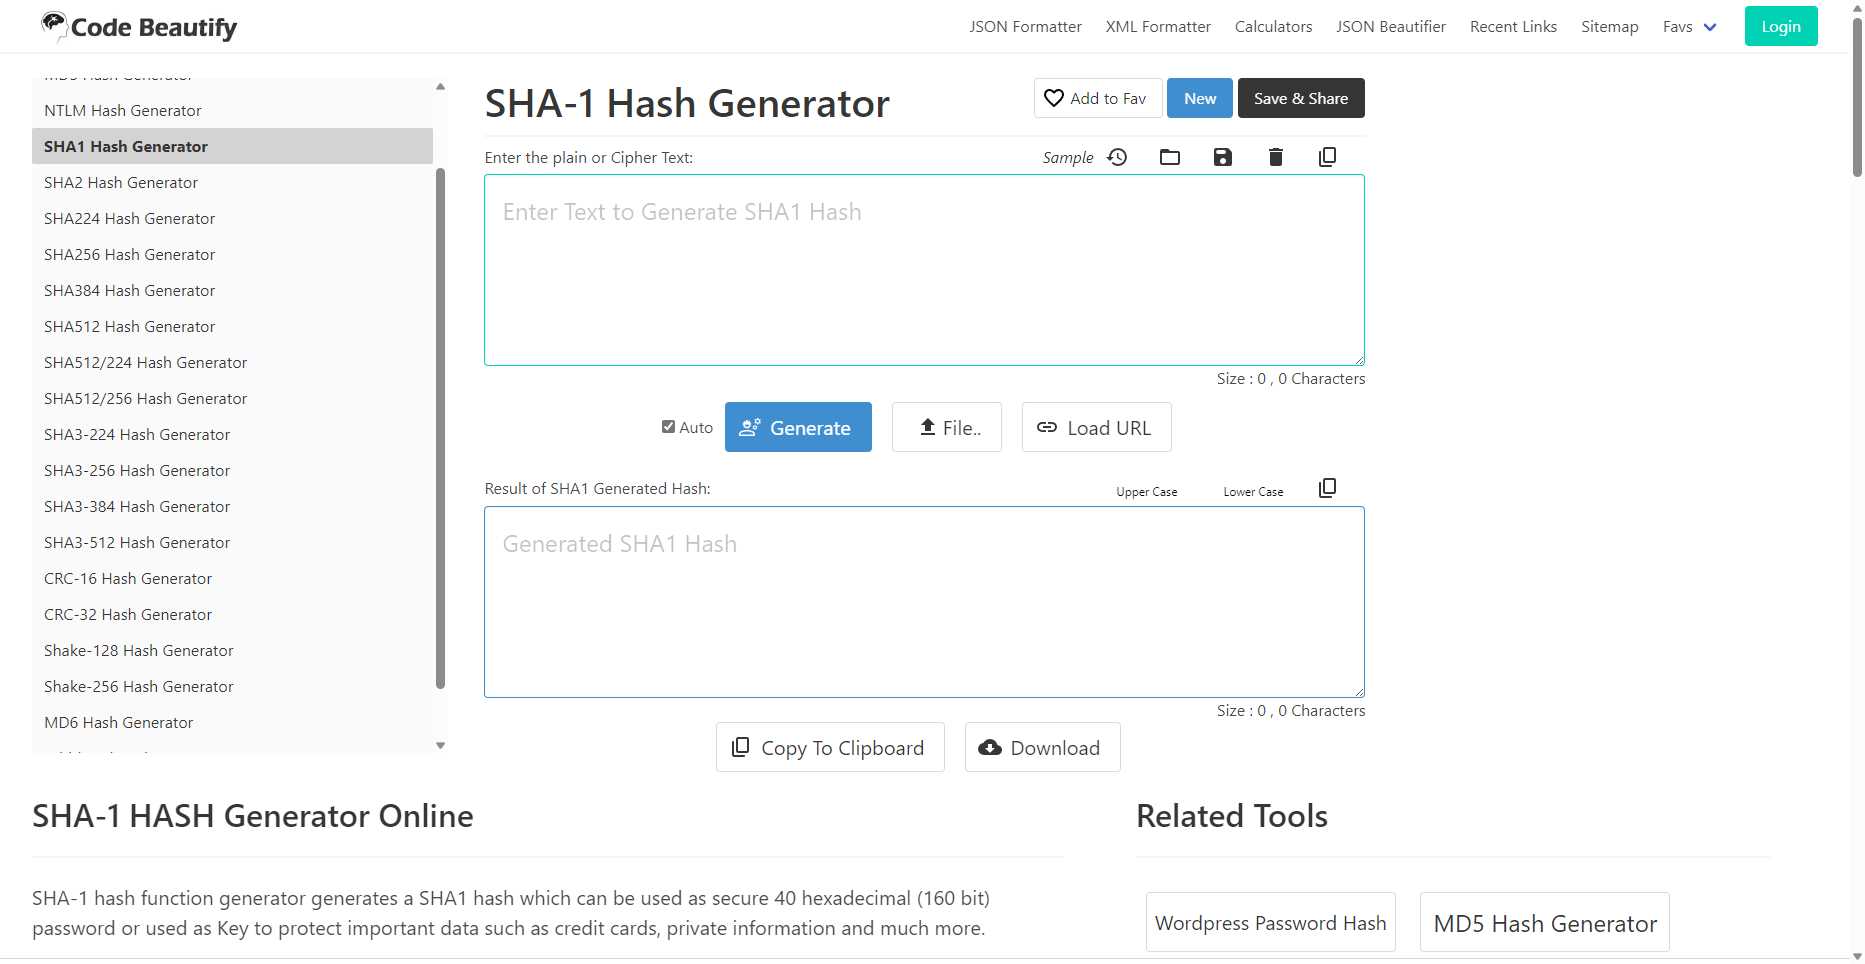 Code Beautify
JSON Formatter
XML Formatter
Calculators
JSON Beautifier
Recent Links
Sitemap
Favs
Login
NTLM Hash Generator
SHA1 Hash Generator
SHA2 Hash Generator
SHA224 Hash Generator
SHA256 Hash Generator
SHA384 Hash Generator
SHA512 Hash Generator
SHA512/224 Hash Generator
SHA512/256 Hash Generator
SHA3-224 Hash Generator
SHA3-256 Hash Generator
SHA3-384 Hash Generator
SHA3-512 Hash Generator
CRC-16 Hash Generator
CRC-32 Hash Generator
Shake-128 Hash Generator
Shake-256 Hash Generator
MD6 Hash Generator
SHA-1 Hash Generator
Add to Fav
New
Save & Share
Enter the plain or Cipher Text:
Sample
Enter Text to Generate SHA1 Hash
Size : 0 , 0 Characters
Auto
Generate
File..
Load URL
Result of SHA1 Generated Hash:
Upper Case
Lower Case
Generated SHA1 Hash
Size : 0 , 0 Characters
Copy To Clipboard
Download
SHA-1 HASH Generator Online
SHA-1 hash function generator generates a SHA1 hash which can be used as secure 40 hexadecimal (160 bit)
password or used as Key to protect important data such as credit cards, private information and much more.
Related Tools
Wordpress Password Hash
MD5 Hash Generator